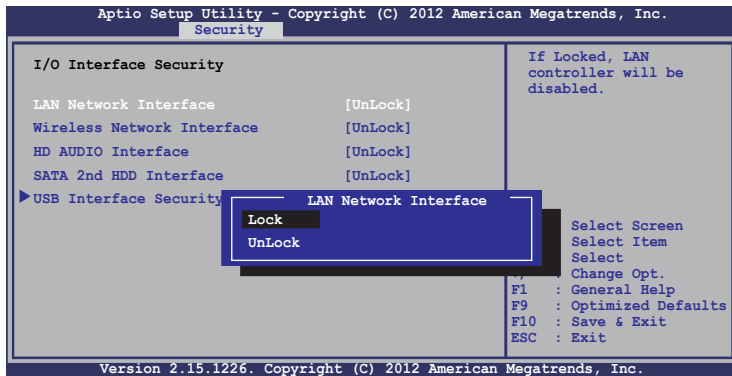 Aptio Setup Utility - Copyright (C) 2012 American Megatrends, Inc.
Security
I/O Interface Security
LAN Network Interface [UnLock]
Wireless Network Interface [UnLock]
HD AUDIO Interface [UnLock]
SATA 2nd HDD Interface [UnLock]
USB Interface Security
LAN Network Interface
Lock
UnLock
If Locked, LAN
controller will be
disabled.
Select Screen
Select Item
Select
: Change Opt.
F1 : General Help
F9 : Optimized Defaults
F10 : Save & Exit
ESC : Exit
Version 2.15.1226. Copyright (C) 2012 American Megatrends, Inc.